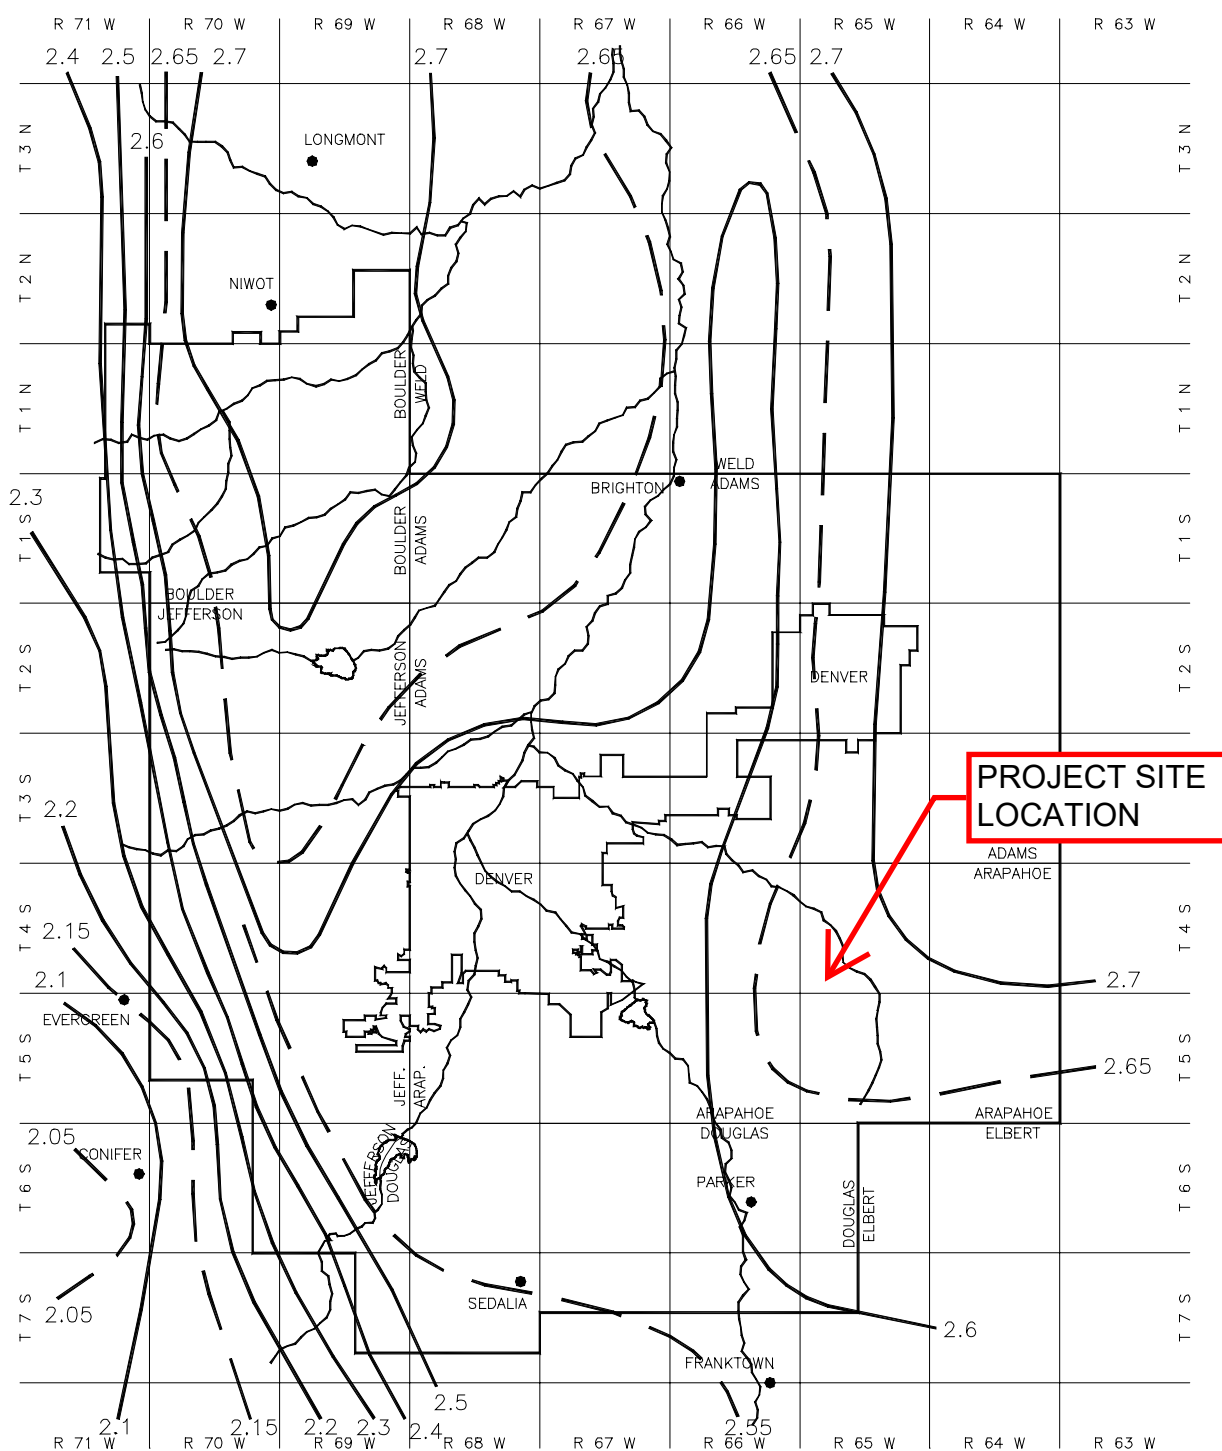 R 71 W R 70 W R 69 W R 68 W R 67 W R 66 W R 65 W R 64 W R 63 W
2.4 2.5 2.65 2.7 2.7 2.65 2.65 2.7
T 3 N T 3 N
2.6
LONGMONT
T 2 N T 2 N
NIWOT
T 1 N T 1 N
BOULDER
WELD
WELD
ADAMS
BRIGHTON
2.3
T 1 S T 1 S
BOULDER
ADAMS
BOULDER
JEFFERSON
T 2 S T 2 S
JEFFERSON
ADAMS
DENVER
T 3 S T 3 S
PROJECT SITE
LOCATION
2.2
ADAMS
ARAPAHOE
DENVER
T 4 S T 4 S
2.15
2.1
2.7
EVERGREEN
T 5 S T 5 S
JEFF.
ARAP.
2.65
ARAPAHOE
DOUGLAS
ARAPAHOE
ELBERT
2.05
CONIFER
JEFFERSON
DOUGLAS
PARKER
T 6 S T 6 S
DOUGLAS
ELBERT
SEDALIA
2.05
T 7 S T 7 S
2.6
FRANKTOWN
2.5
2.1 2.15 2.2 2.3 2.4 2.55
R 71 W R 70 W R 69 W R 68 W R 67 W R 66 W R 65 W R 64 W R 63 W